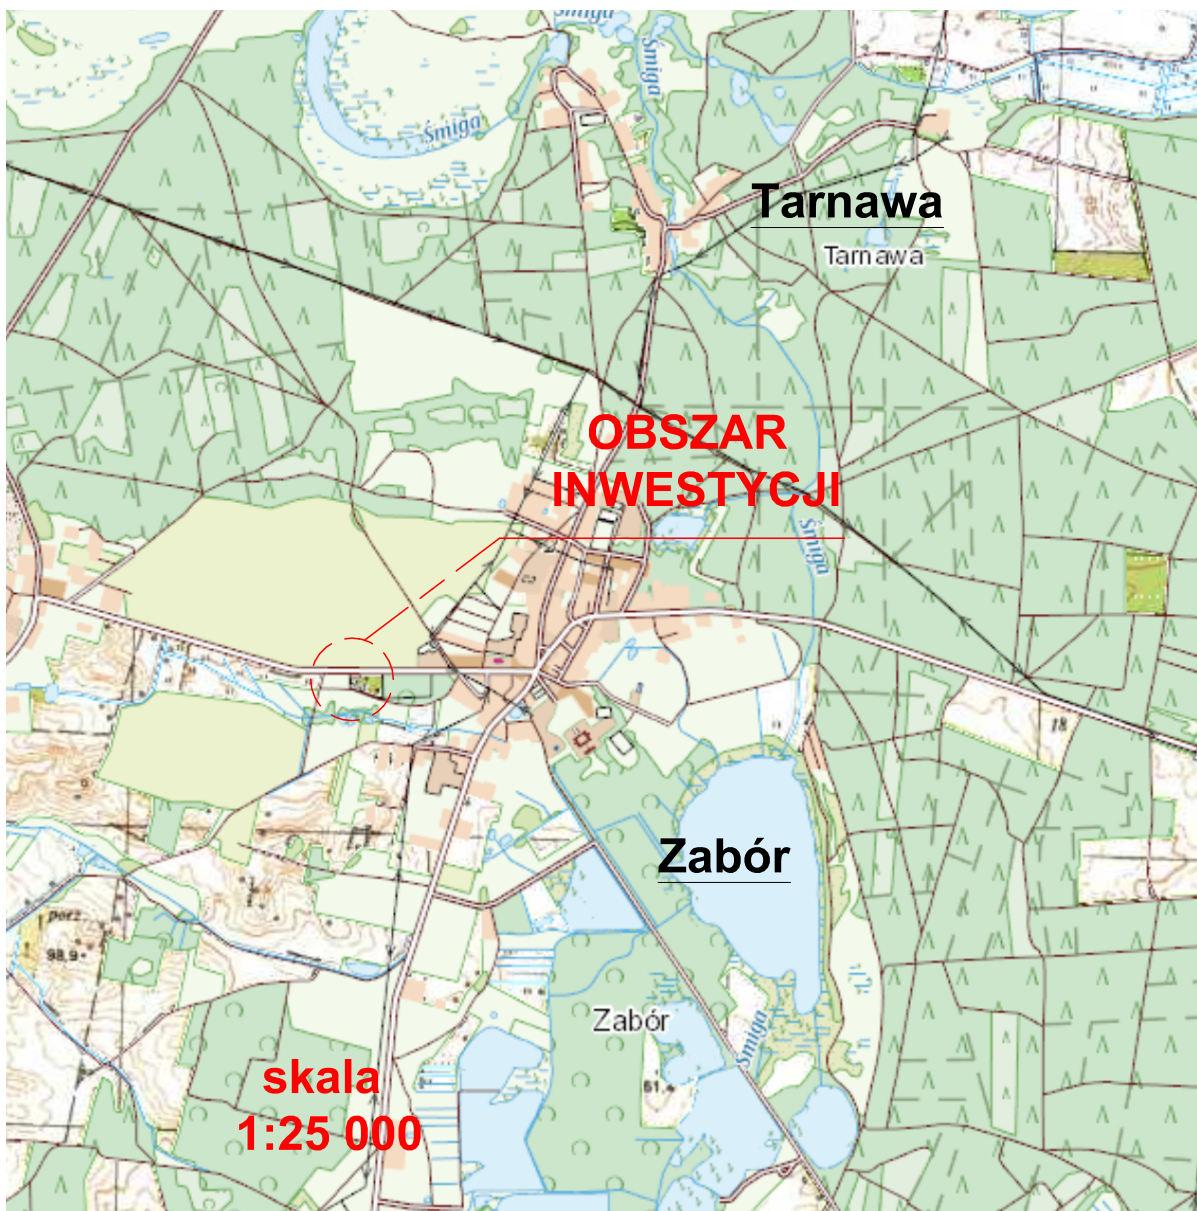 Śmiga
Śmiga
Śmiga
Tarnawa
Tarnawa
OBSZAR
INWESTYCJI
Śmiga
18
Zabór
porz.
98,9
Zabór
Śmiga
61,4
skala
1:25 000